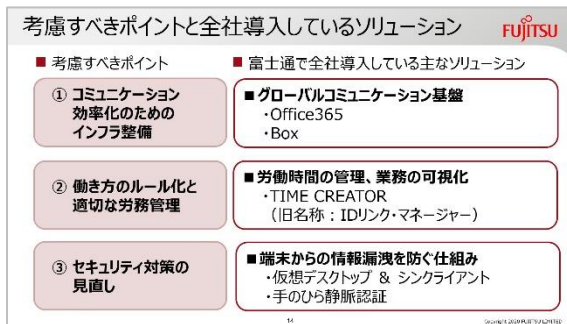 考慮すべきポイントと全社導入しているソリューション
FUJITSU
■ 考慮すべきポイント
■ 富士通で全社導入している主なソリューション
① コミュニケーション
効率化のための
インフラ整備
■グローバルコミュニケーション基盤
・Office365
・Box
② 働き方のルール化と
適切な労務管理
■労働時間の管理、業務の可視化
・TIME CREATOR
（旧名称：IDリンク・マネージャー）
③ セキュリティ対策の
見直し
■端末からの情報漏洩を防ぐ仕組み
・仮想デスクトップ & シンクライアント
・手のひら静脈認証
14
Copyright 2020 FUJITSU LIMITED